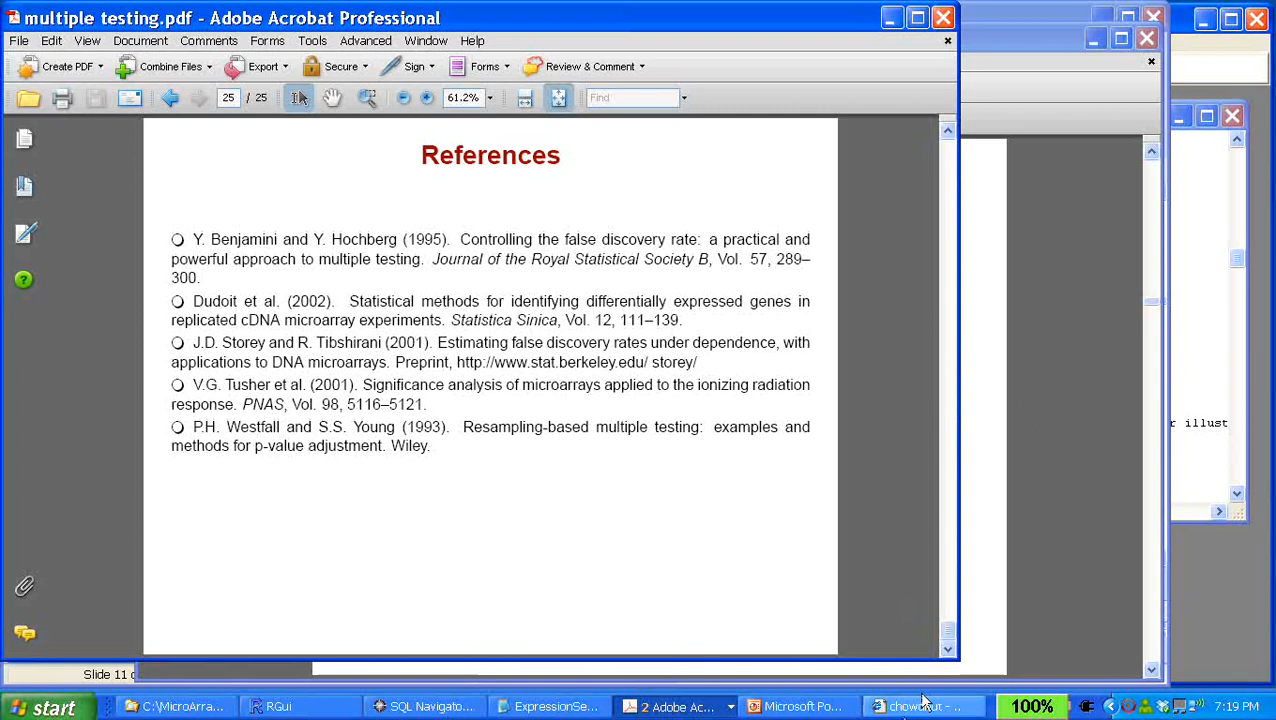 multiple testing.pdf - Adobe Acrobat Professional
File Edit View Document Comments Forms Tools Advanced Window Help
Create PDF Combine Files Export Secure Sign Forms Review & Comment
25 / 25 61.2% Find
References
Y. Benjamini and Y. Hochberg (1995). Controlling the false discovery rate: a practical and
powerful approach to multiple testing. Journal of the Royal Statistical Society B, Vol. 57, 289–
300.
Dudoit et al. (2002). Statistical methods for identifying differentially expressed genes in
replicated cDNA microarray experiments. Statistica Sinica, Vol. 12, 111–139.
J.D. Storey and R. Tibshirani (2001). Estimating false discovery rates under dependence, with
applications to DNA microarrays. Preprint, http://www.stat.berkeley.edu/ storey/
V.G. Tusher et al. (2001). Significance analysis of microarrays applied to the ionizing radiation
response. PNAS, Vol. 98, 5116–5121.
P.H. Westfall and S.S. Young (1993). Resampling-based multiple testing: examples and
methods for p-value adjustment. Wiley.
r illust
Slide 11
start C:\MicroArra... RGui SQL Navigato... ExpressionSe... 2 Adobe Ac... Microsoft Po... 100% 7:19 PM